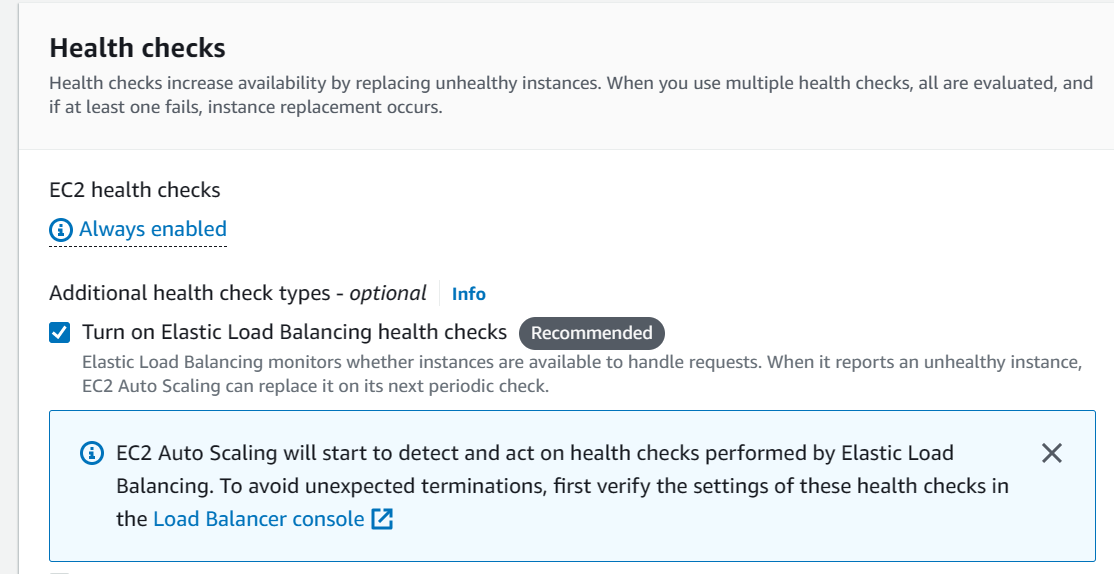 Health checks
Health checks increase availability by replacing unhealthy instances. When you use multiple health checks, all are evaluated, and
if at least one fails, instance replacement occurs.
EC2 health checks
Always enabled
Additional health check types - optional Info
Turn on Elastic Load Balancing health checks Recommended
Elastic Load Balancing monitors whether instances are available to handle requests. When it reports an unhealthy instance,
EC2 Auto Scaling can replace it on its next periodic check.
EC2 Auto Scaling will start to detect and act on health checks performed by Elastic Load
Balancing. To avoid unexpected terminations, first verify the settings of these health checks in
the Load Balancer console